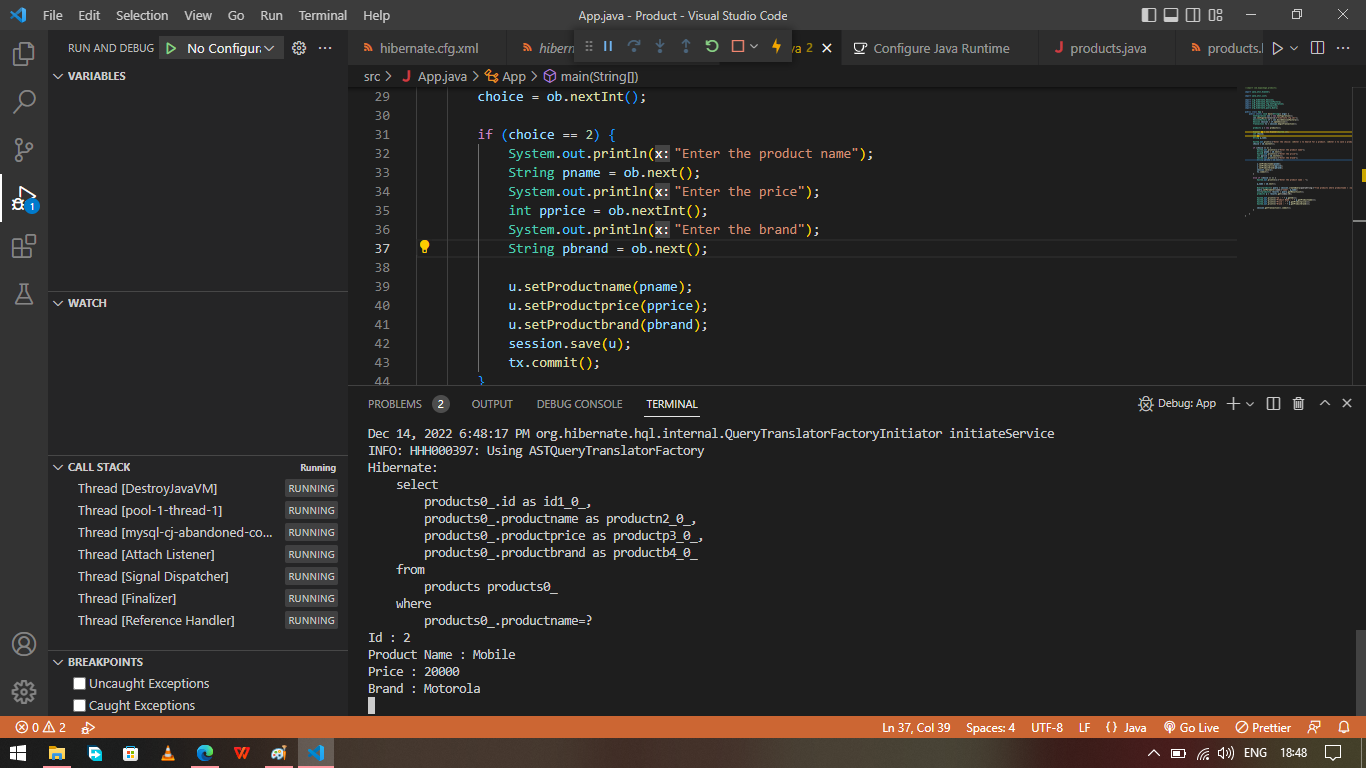 File Edit Selection View Go Run Terminal Help
App.java - Product - Visual Studio Code
RUN AND DEBUG
No Configur
hibernate.cfg.xml
hibern
va 2
Configure Java Runtime
products.java
products.
VARIABLES
src > App.java > App > main(String[])
29 choice = ob.nextInt();
30
31 if (choice == 2) {
32 System.out.println(x: "Enter the product name");
33 String pname = ob.next();
34 System.out.println(x: "Enter the price");
35 int pprice = ob.nextInt();
36 System.out.println(x: "Enter the brand");
37 String pbrand = ob.next();
38
39 u.setProductname(pname);
40 u.setProductprice(pprice);
41 u.setProductbrand(pbrand);
42 session.save(u);
43 tx.commit();
44 }
1
WATCH
CALL STACK Running
Thread [DestroyJavaVM] RUNNING
Thread [pool-1-thread-1] RUNNING
Thread [mysql-cj-abandoned-co... RUNNING
Thread [Attach Listener] RUNNING
Thread [Signal Dispatcher] RUNNING
Thread [Finalizer] RUNNING
Thread [Reference Handler] RUNNING
BREAKPOINTS
Uncaught Exceptions
Caught Exceptions
PROBLEMS 2 OUTPUT DEBUG CONSOLE TERMINAL
Debug: App
Dec 14, 2022 6:48:17 PM org.hibernate.hql.internal.QueryTranslatorFactoryInitiator initiateService
INFO: HHH000397: Using ASTQueryTranslatorFactory
Hibernate:
select
products0_.id as id1_0_,
products0_.productname as productn2_0_,
products0_.productprice as productp3_0_,
products0_.productbrand as productb4_0_
from
products products0_
where
products0_.productname=?
Id : 2
Product Name : Mobile
Price : 20000
Brand : Motorola
0 2
Ln 37, Col 39 Spaces: 4 UTF-8 LF {} Java Go Live Prettier
ENG 18:48